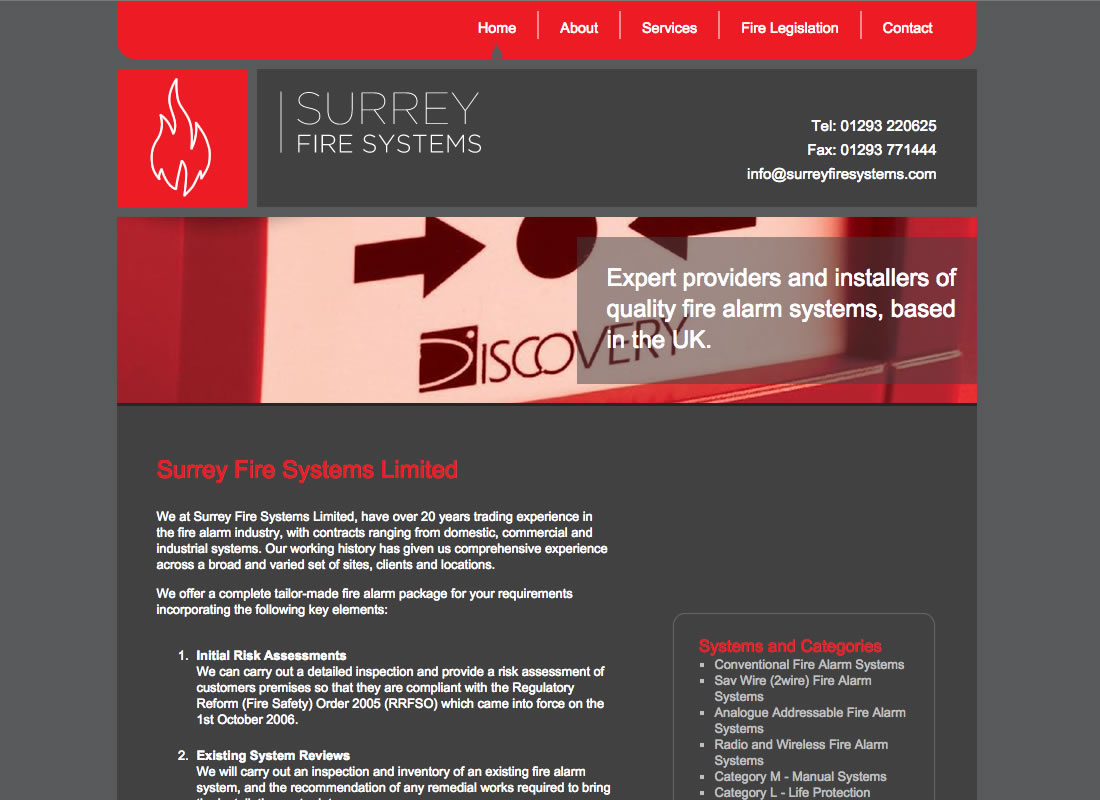 Home
About
Services
Fire Legislation
Contact
SURREY
FIRE SYSTEMS
Tel: 01293 220625
Fax: 01293 771444
info@surreyfiresystems.com
Expert providers and installers of
quality fire alarm systems, based
in the UK.
DISCOVERY
Surrey Fire Systems Limited
We at Surrey Fire Systems Limited, have over 20 years trading experience in
the fire alarm industry, with contracts ranging from domestic, commercial and
industrial systems. Our working history has given us comprehensive experience
across a broad and varied set of sites, clients and locations.
We offer a complete tailor-made fire alarm package for your requirements
incorporating the following key elements:
1. Initial Risk Assessments
We can carry out a detailed inspection and provide a risk assessment of
customers premises so that they are compliant with the Regulatory
Reform (Fire Safety) Order 2005 (RRFSO) which came into force on the
1st October 2006.
2. Existing System Reviews
We will carry out an inspection and inventory of an existing fire alarm
system, and the recommendation of any remedial works required to bring
Systems and Categories
Conventional Fire Alarm Systems
Sav Wire (2wire) Fire Alarm
Systems
Analogue Addressable Fire Alarm
Systems
Radio and Wireless Fire Alarm
Systems
Category M - Manual Systems
Category L - Life Protection